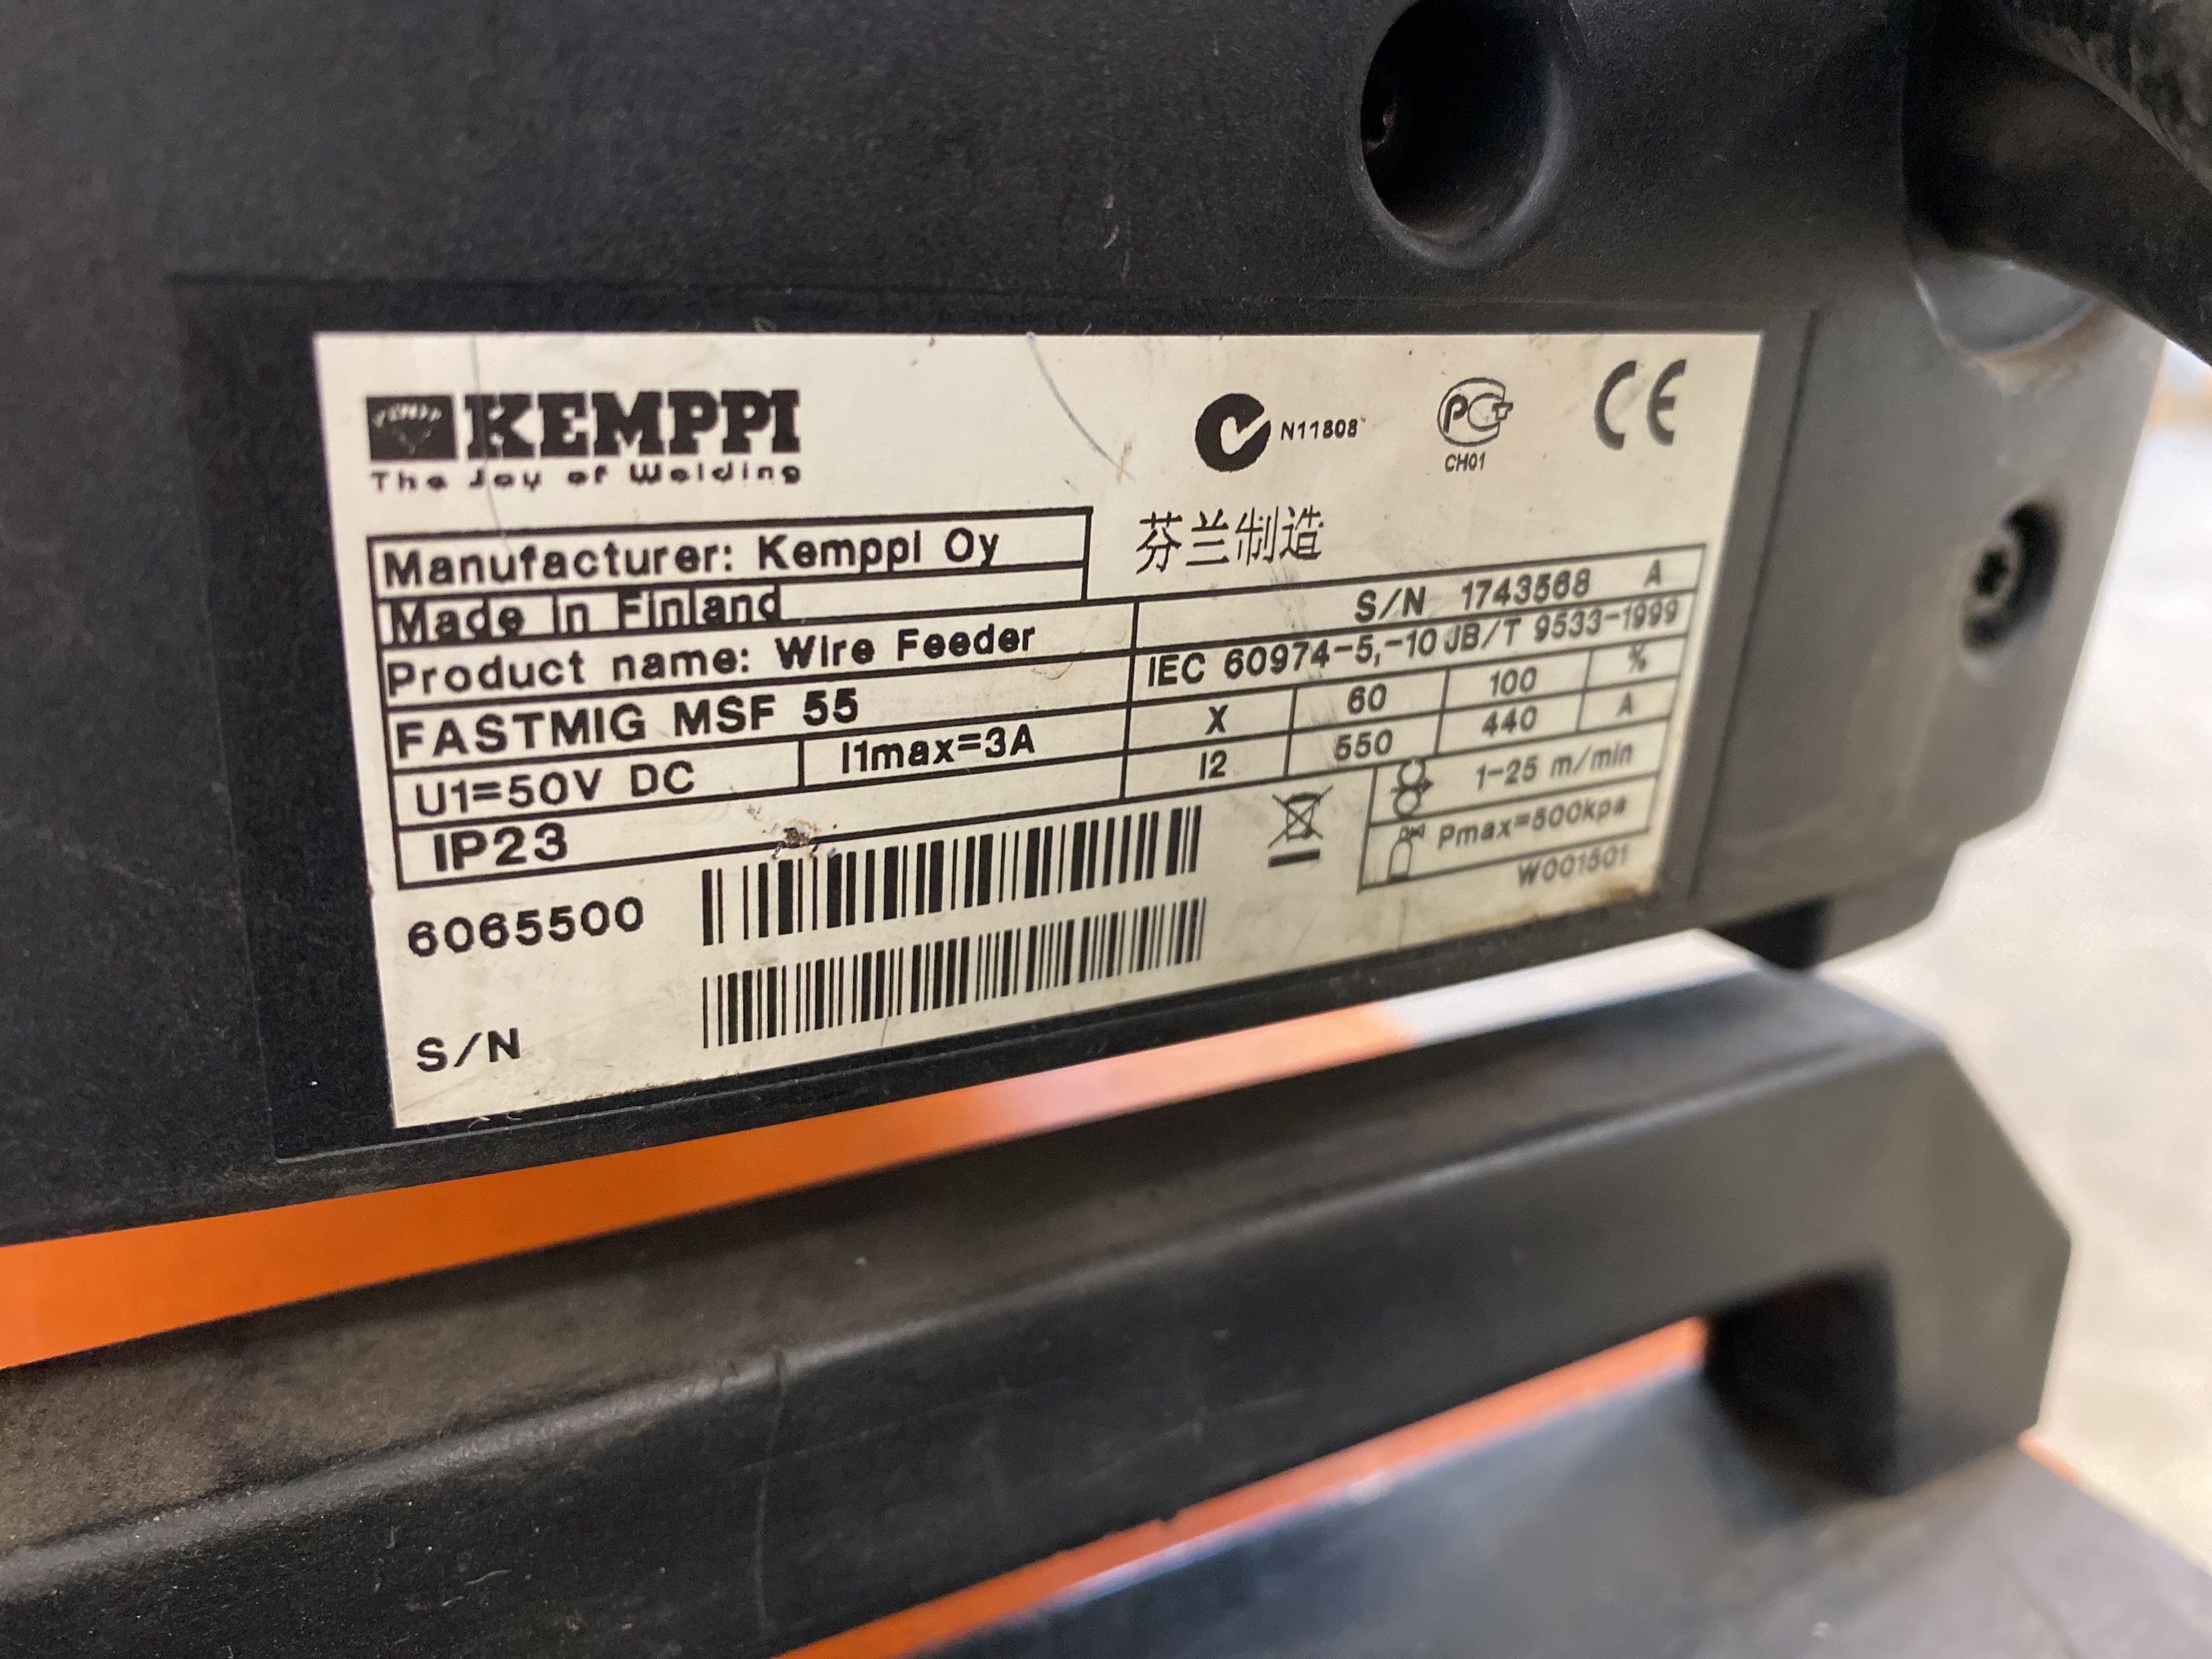 KEMPPI
The Joy of Welding
N11808
PCT
CH01
CE
Manufacturer: Kemppi Oy
芬兰制造
Made in Finland
S/N 1743568 A
Product name: Wire Feeder
IEC 60974-5,-10 JB/T 9533-1999
FASTMIG MSF 55
X 60 100 %
U1=50V DC I1max=3A
I2 550 440 A
IP23
1-25 m/min
Pmax=500kpa
W001501
6065500
S/N